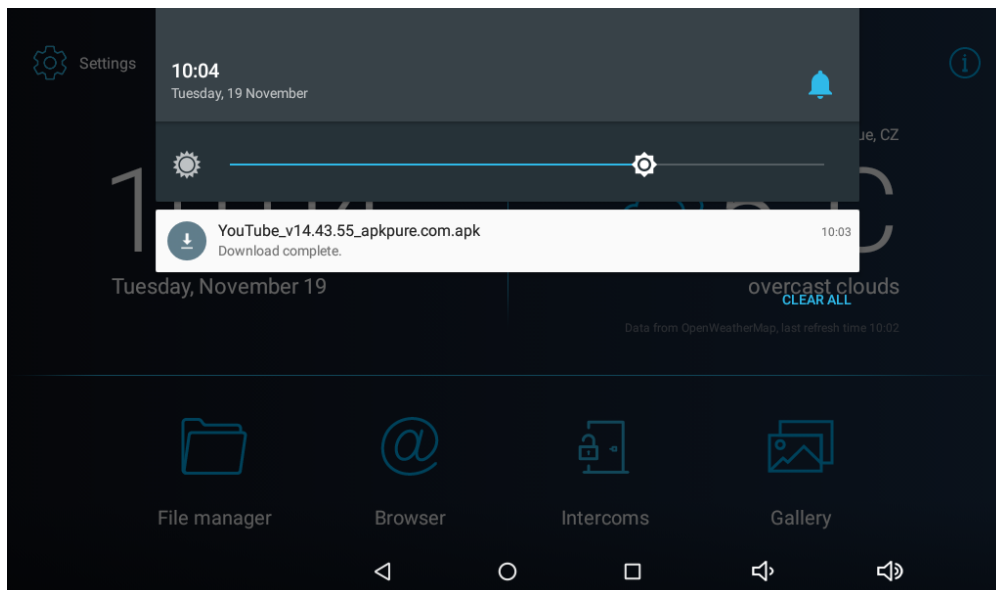 Settings
10:04
Tuesday, 19 November
ue, CZ
YouTube_v14.43.55_apkpure.com.apk
10:03
Download complete.
Tuesday, November 19
overcast clouds
CLEAR ALL
Data from OpenWeatherMap, last refresh time 10:02
File manager
Browser
Intercoms
Gallery